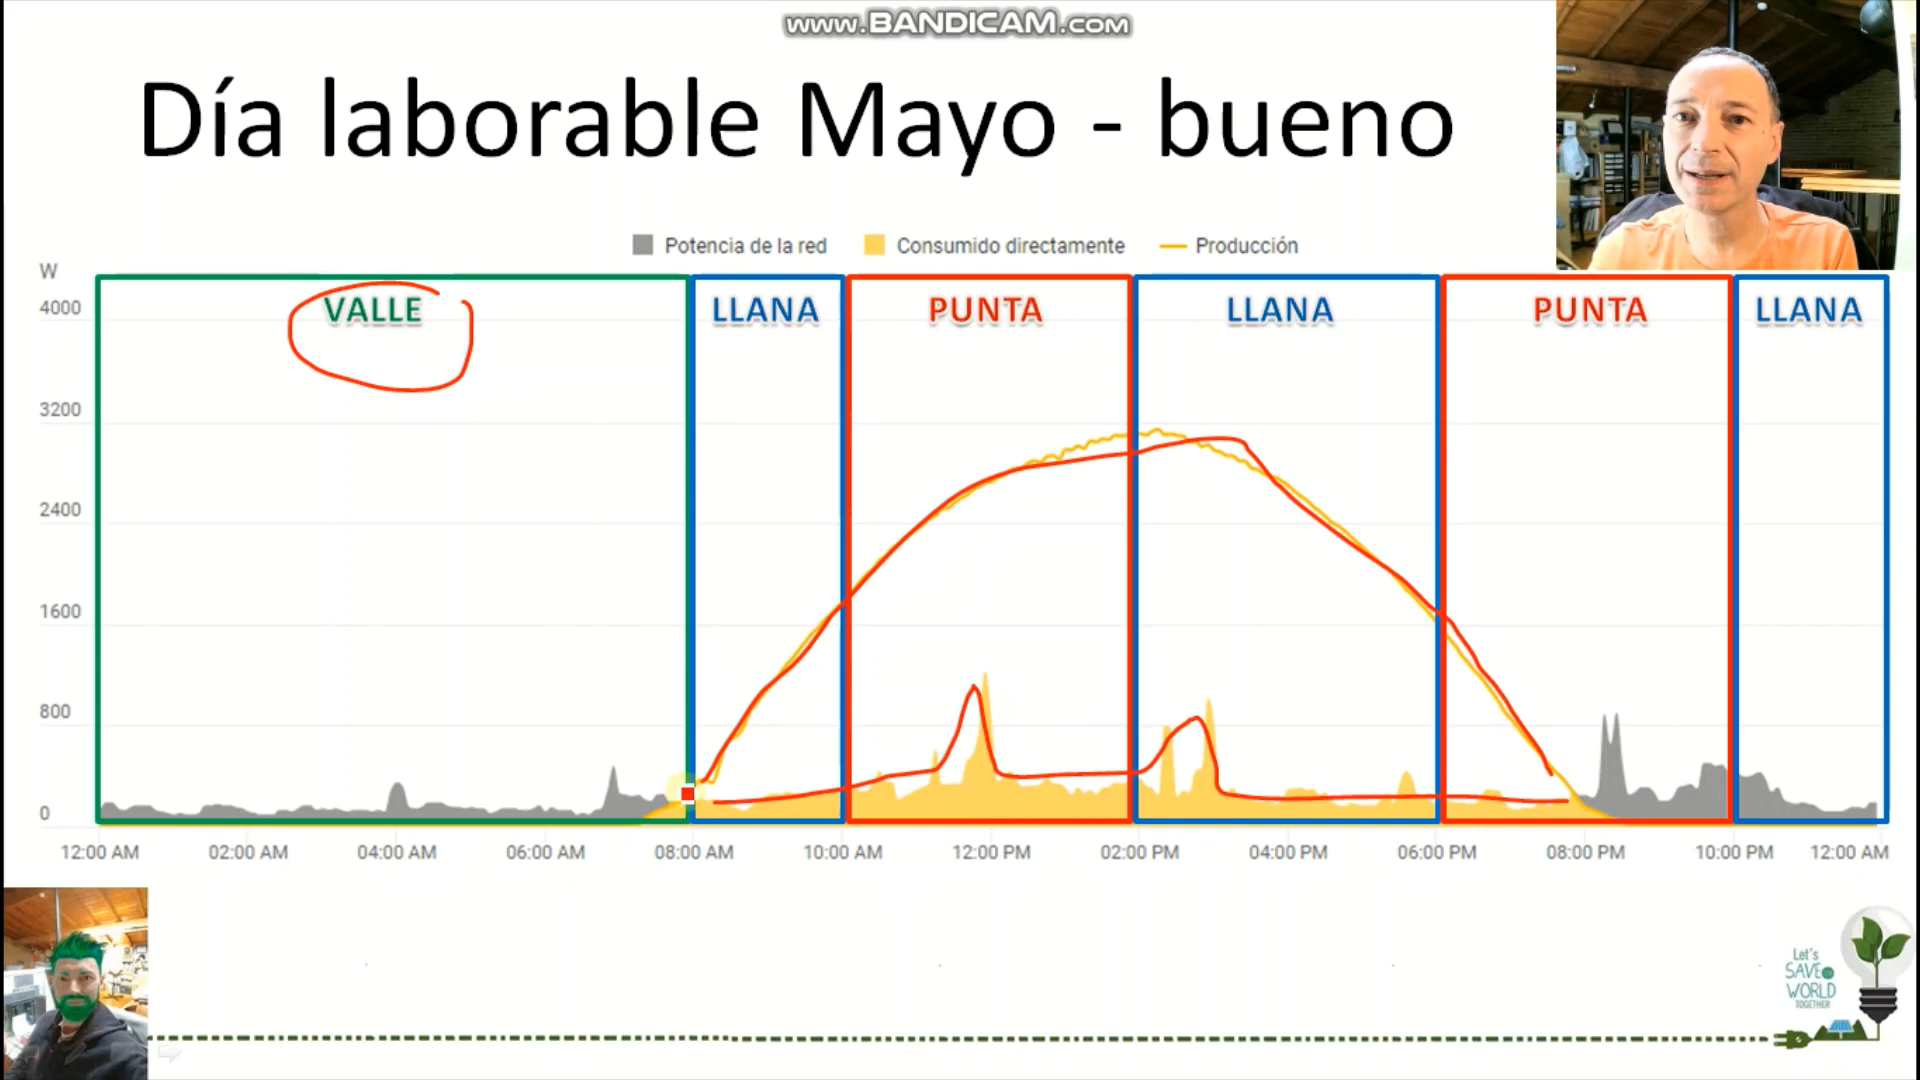 www.BANDICAM.com
Día laborable Mayo - bueno
Potencia de la red Consumido directamente Producción
W
VALLE LLANA PUNTA LLANA PUNTA LLANA
4000
3200
2400
1600
800
0
12:00 AM 02:00 AM 04:00 AM 06:00 AM 08:00 AM 10:00 AM 12:00 PM 02:00 PM 04:00 PM 06:00 PM 08:00 PM 10:00 PM 12:00 AM
Let's
SAVE THE
WORLD
TOGETHER